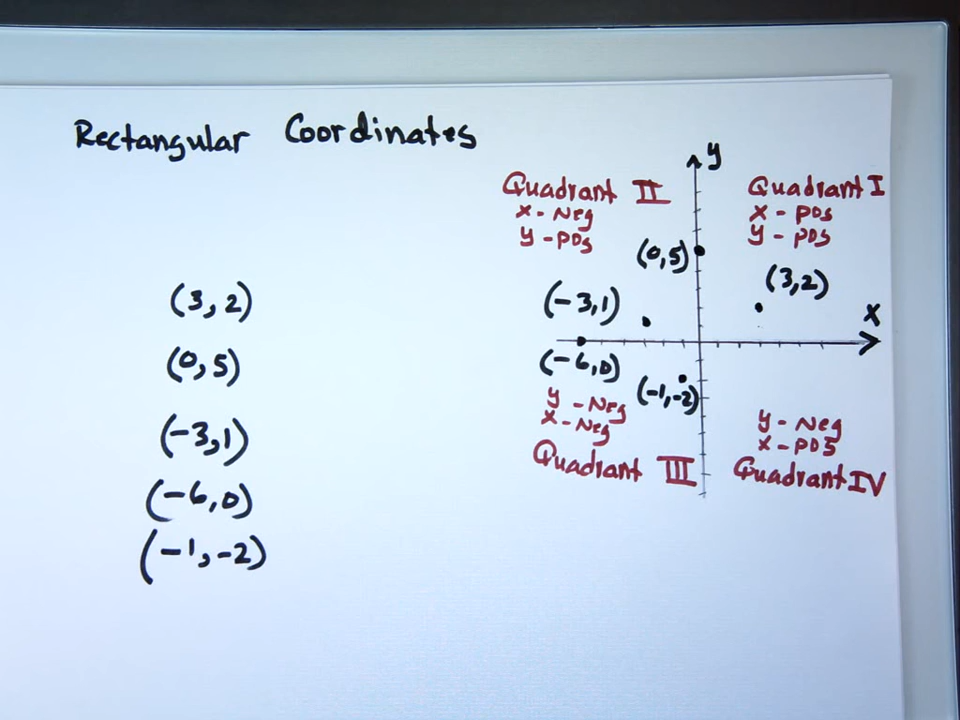 Rectangular Coordinates
(3, 2)
(0, 5)
(-3, 1)
(-6, 0)
(-1, -2)
y
Quadrant II
x - Neg
y - pos
Quadrant I
x - pos
y - pos
(0, 5)
(3, 2)
(-3, 1)
x
(-6, 0)
(-1, -2)
y - Neg
x - Neg
Quadrant III
y - Neg
x - pos
Quadrant IV